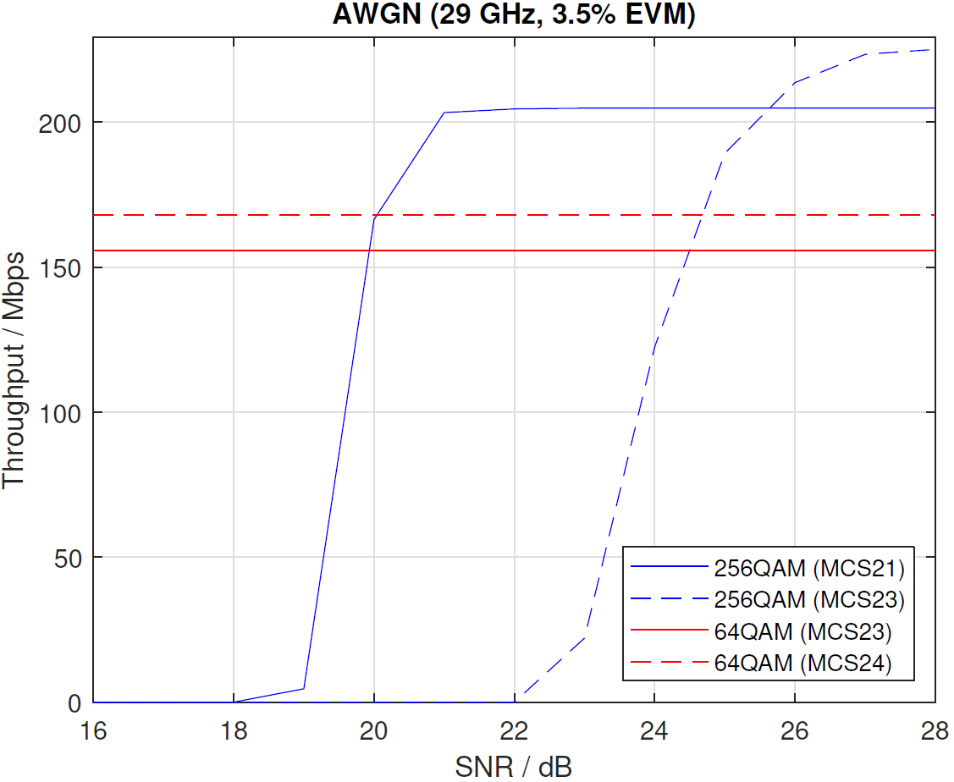 AWGN (29 GHz, 3.5% EVM)
Throughput / Mbps
200
150
100
50
0
16 18 20 22 24 26 28
SNR / dB
256QAM (MCS21)
256QAM (MCS23)
64QAM (MCS23)
64QAM (MCS24)